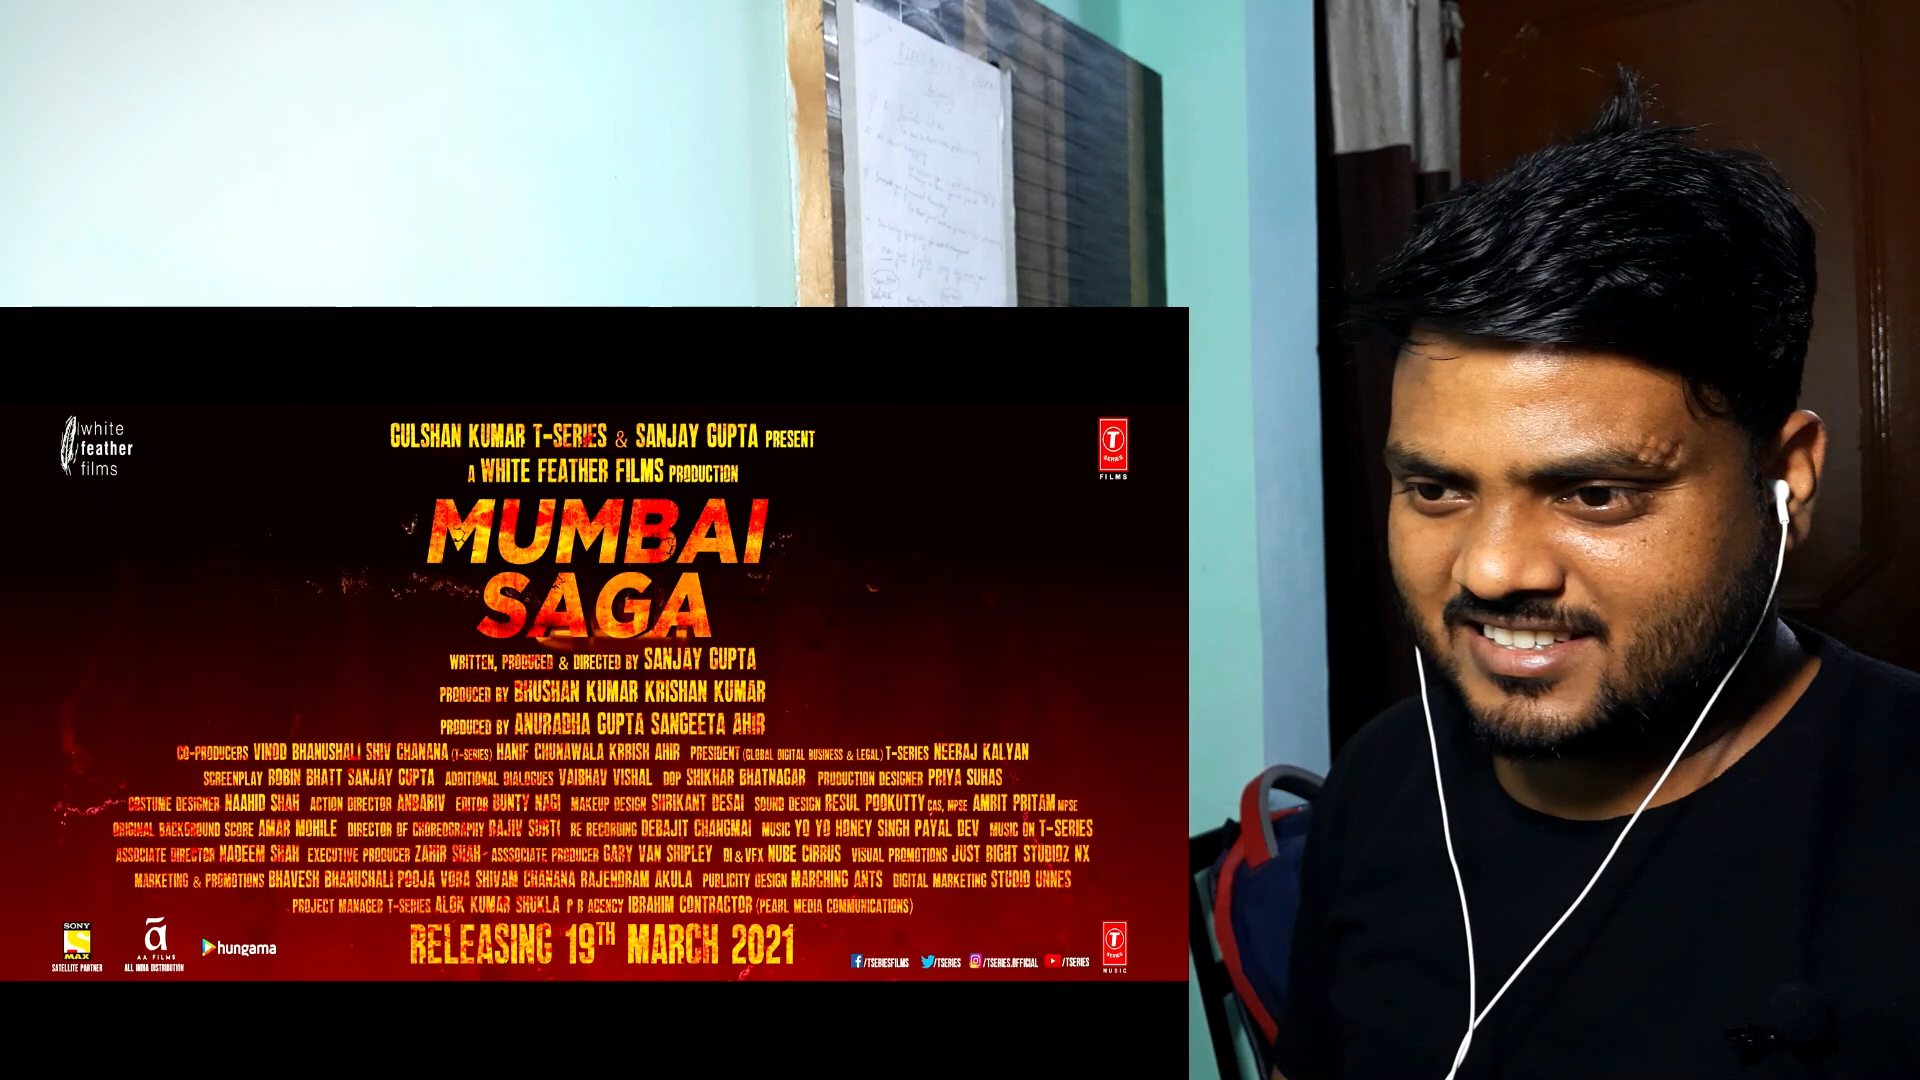 white
feather
films
GULSHAN KUMAR T-SERIES & SANJAY GUPTA PRESENT
A WHITE FEATHER FILMS PRODUCTION
T
SERIES
FILMS
MUMBAI
SAGA
WRITTEN, PRODUCED & DIRECTED BY SANJAY GUPTA
PRODUCED BY BHUSHAN KUMAR KRISHAN KUMAR
PRODUCED BY ANURADHA GUPTA SANGEETA AHIR
CO-PRODUCERS VINOD BHANUSHALI SHIV CHANANA (T-SERIES) HANIF CHUNAWALA KRRISH AHIR PRESIDENT (GLOBAL DIGITAL BUSINESS & LEGAL) T-SERIES NEERAJ KALYAN
SCREENPLAY ROBIN BHATT SANJAY GUPTA ADDITIONAL DIALOGUES VAIBHAV VISHAL DOP SHIKHAR BHATNAGAR PRODUCTION DESIGNER PRIYA SUHAS
COSTUME DESIGNER NAAHID SHAH ACTION DIRECTOR ANBARIV EDITOR BUNTY NAGI MAKEUP DESIGN SHRIKANT DESAI SOUND DESIGN RESUL POOKUTTY CAS, MPSE AMRIT PRITAM MPSE
ORIGINAL BACKGROUND SCORE AMAR MOHILE DIRECTOR OF CHOREOGRAPHY RAJIV SURTI RE RECORDING DEBAJIT CHANGMAI MUSIC YO YO HONEY SINGH PAYAL DEV MUSIC ON T-SERIES
ASSOCIATE DIRECTOR NADEEM SHAH EXECUTIVE PRODUCER ZAHIR SHAH ASSSOCIATE PRODUCER GARY VAN SHIPLEY DI & VFX NUBE CIRRUS VISUAL PROMOTIONS JUST RIGHT STUDIOZ NX
MARKETING & PROMOTIONS BHAVESH BHANUSHALI POOJA VORA SHIVAM CHANANA RAJENDRAM AKULA PUBLICITY DESIGN MARCHING ANTS DIGITAL MARKETING STUDIO UNEES
PROJECT MANAGER T-SERIES ALOK KUMAR SHUKLA P R AGENCY IBRAHIM CONTRACTOR (PEARL MEDIA COMMUNICATIONS)
RELEASING 19TH MARCH 2021
SONY
MAX
SATELLITE PARTNER
ā
AA FILMS
ALL INDIA DISTRIBUTION
hungama
/TSERIESFILMS /TSERIES /TSERIES.OFFICIAL /TSERIES
T
SERIES
MUSIC